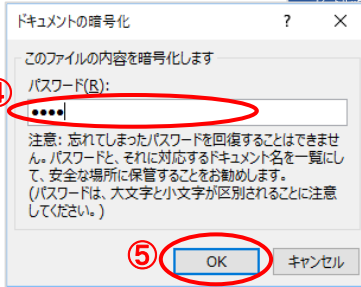 ドキュメントの暗号化 ? ×
このファイルの内容を暗号化します
パスワード(R):
●●●●
注意: 忘れてしまったパスワードを回復することはできませ
ん。パスワードと、それに対応するドキュメント名を一覧にし
て、安全な場所に保管することをお勧めします。
(パスワードは、大文字と小文字が区別されることに注意
してください。)
⑤
OK キャンセル